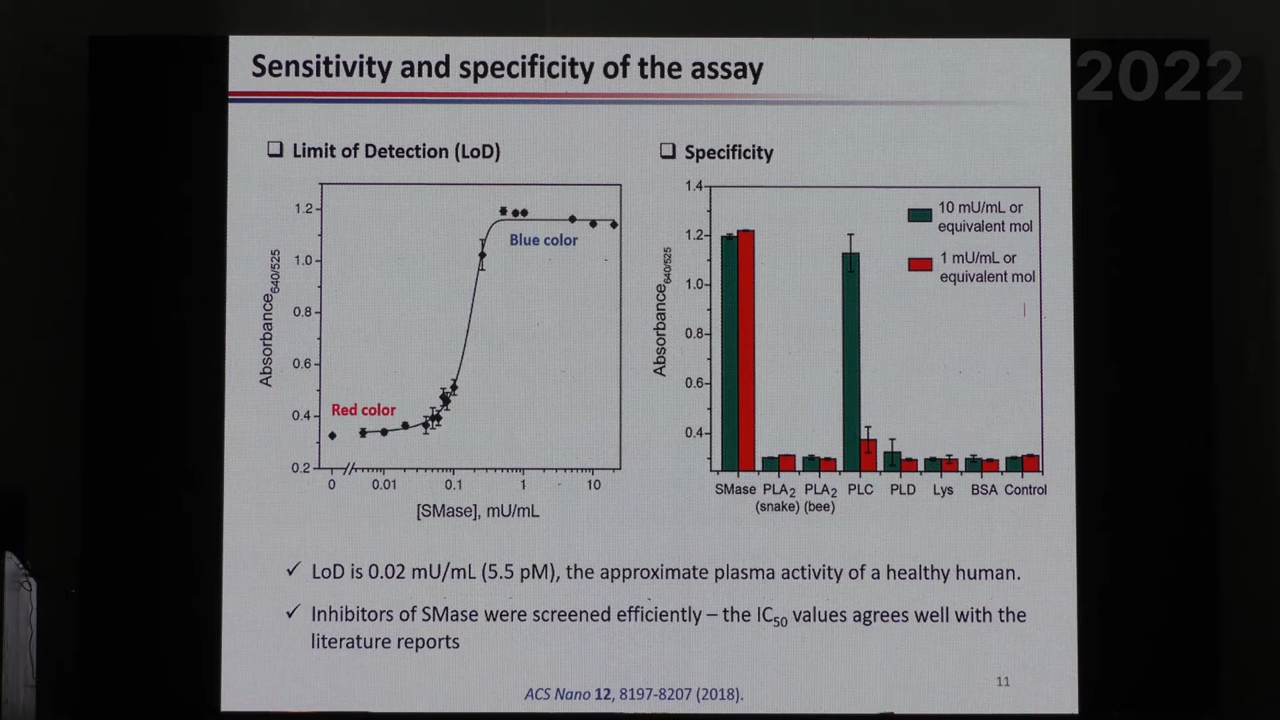 Sensitivity and specificity of the assay
2022
❑ Limit of Detection (LoD)
1.2
1.0
0.8
0.6
0.4
0.2
Absorbance640/525
Blue color
Red color
0 0.01 0.1 1 10
[SMase], mU/mL
❑ Specificity
1.4
1.2
1.0
0.8
0.6
0.4
Absorbance640/525
10 mU/mL or
equivalent mol
1 mU/mL or
equivalent mol
SMase PLA2 PLA2 PLC PLD Lys BSA Control
(snake) (bee)
✓ LoD is 0.02 mU/mL (5.5 pM), the approximate plasma activity of a healthy human.
✓ Inhibitors of SMase were screened efficiently – the IC50 values agrees well with the
literature reports
11
ACS Nano 12, 8197-8207 (2018).